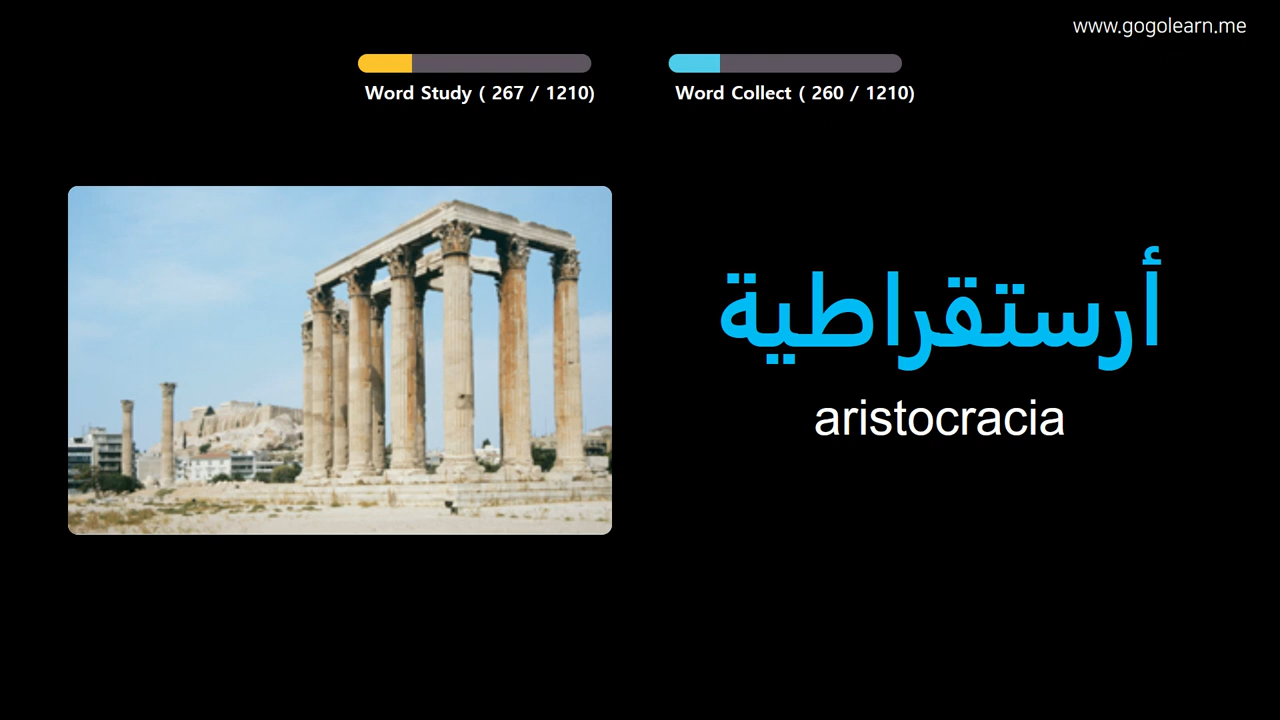 www.gogolearn.me
Word Study ( 267 / 1210)
Word Collect ( 260 / 1210)
أرستقراطية
aristocracia